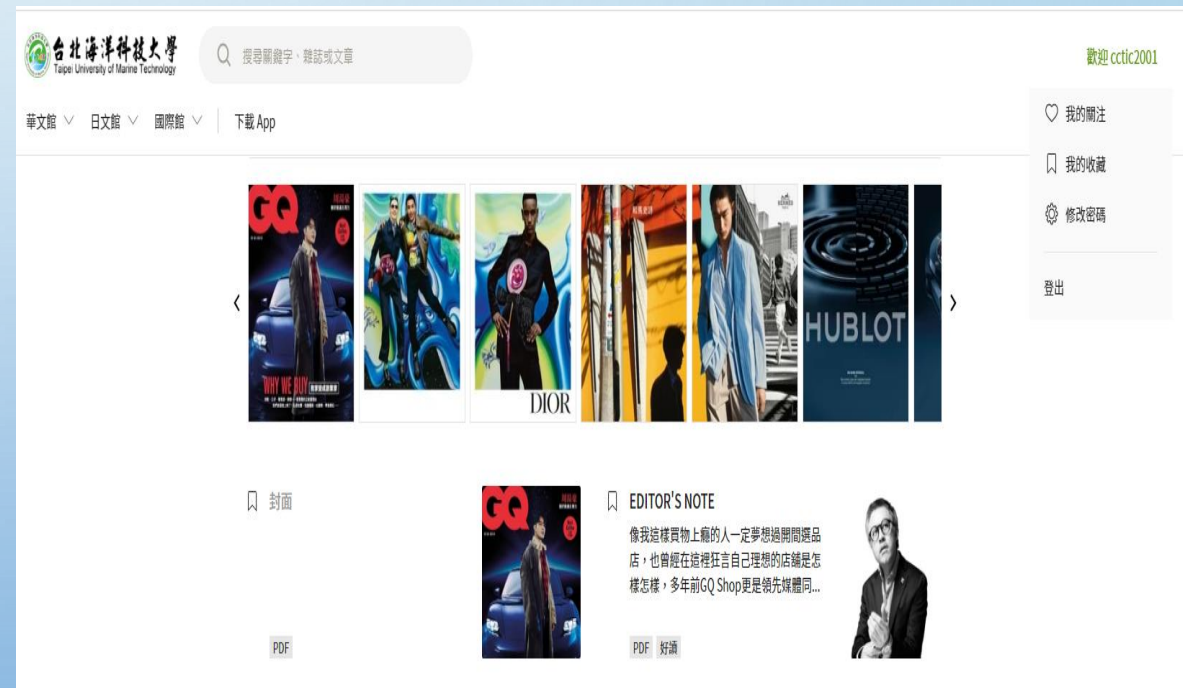 台北海洋科技大學
Taipei University of Marine Technology
搜尋關鍵字、雜誌或文章
歡迎 cctic2001
華文館
日文館
國際館
下載 App
我的關注
我的收藏
修改密碼
登出
GQ
WHY WE BUY
DIOR
HERMÈS
HUBLOT
封面
PDF
GQ
EDITOR'S NOTE
像我這樣買物上癮的人一定夢想過開間選品
店，也曾經在這裡狂言自己理想的店舖是怎
樣怎樣，多年前GQ Shop更是領先媒體同...
PDF 好讀